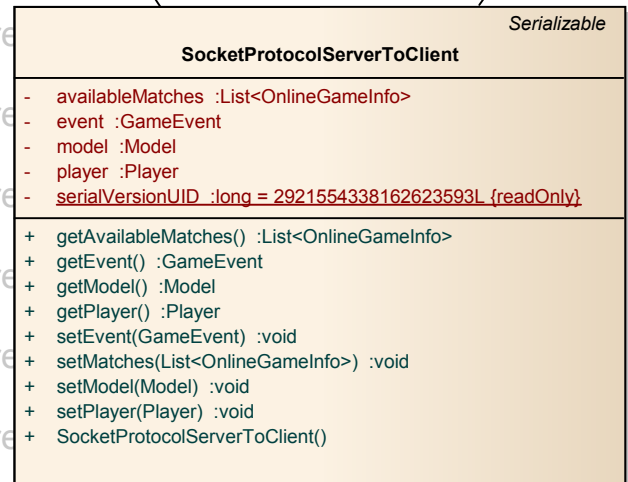 Serializable
SocketProtocolServerToClient
- availableMatches :List<OnlineGameInfo>
- event :GameEvent
- model :Model
- player :Player
- serialVersionUID :long = 2921554338162623593L {readOnly}
+ getAvailableMatches() :List<OnlineGameInfo>
+ getEvent() :GameEvent
+ getModel() :Model
+ getPlayer() :Player
+ setEvent(GameEvent) :void
+ setMatches(List<OnlineGameInfo>) :void
+ setModel(Model) :void
+ setPlayer(Player) :void
+ SocketProtocolServerToClient()